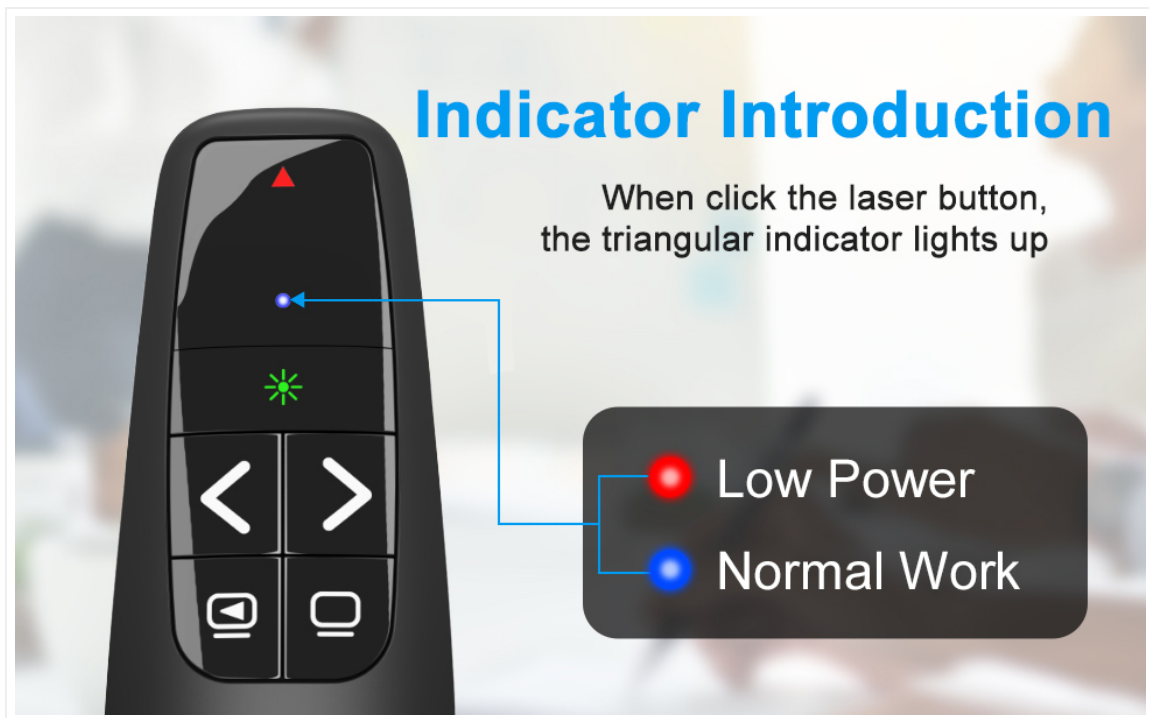 Indicator Introduction
When click the laser button,
the triangular indicator lights up
Low Power
Normal Work